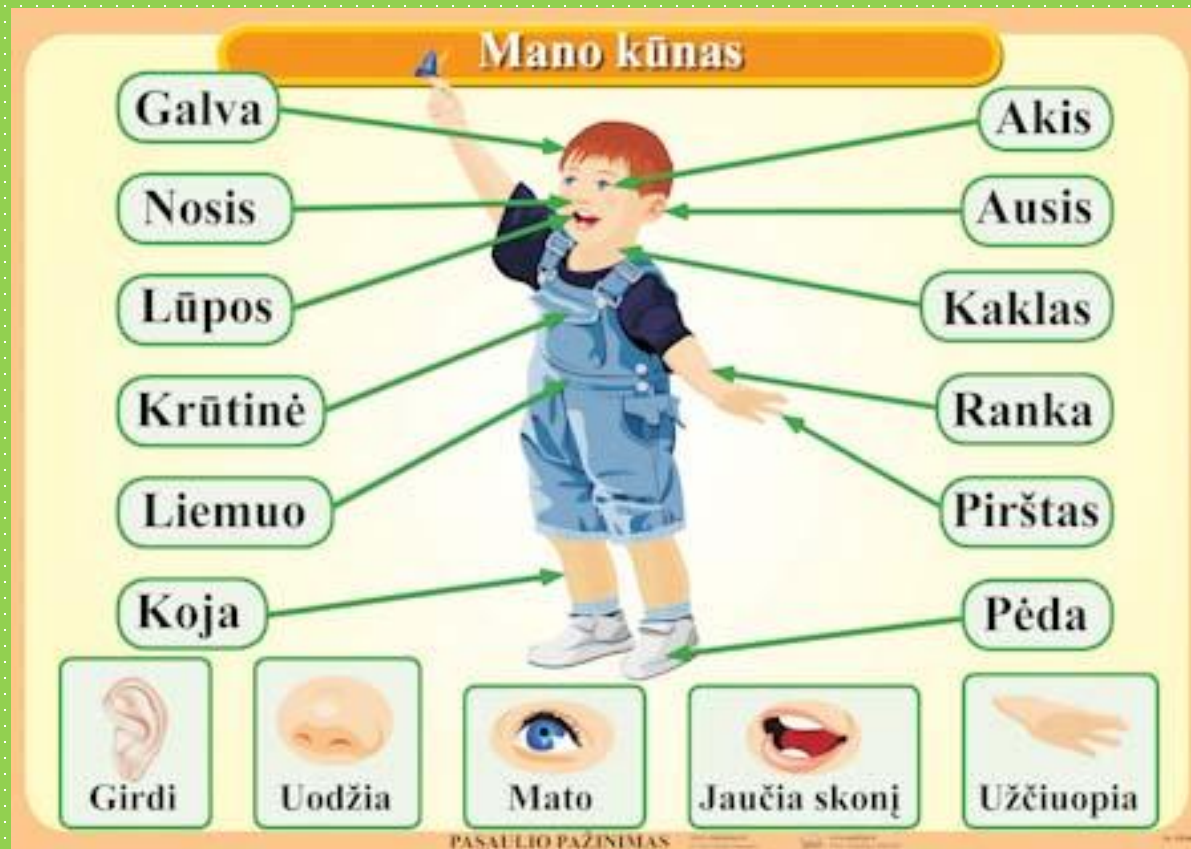 Mano kūnas
Galva
Akis
Nosis
Ausis
Lūpos
Kaklas
Krūtinė
Ranka
Liemuo
Pirštas
Koja
Pėda
Girdi
Uodžia
Mato
Jaučia skonį
Užčiuopia
PASAULIO PAŽINIMAS